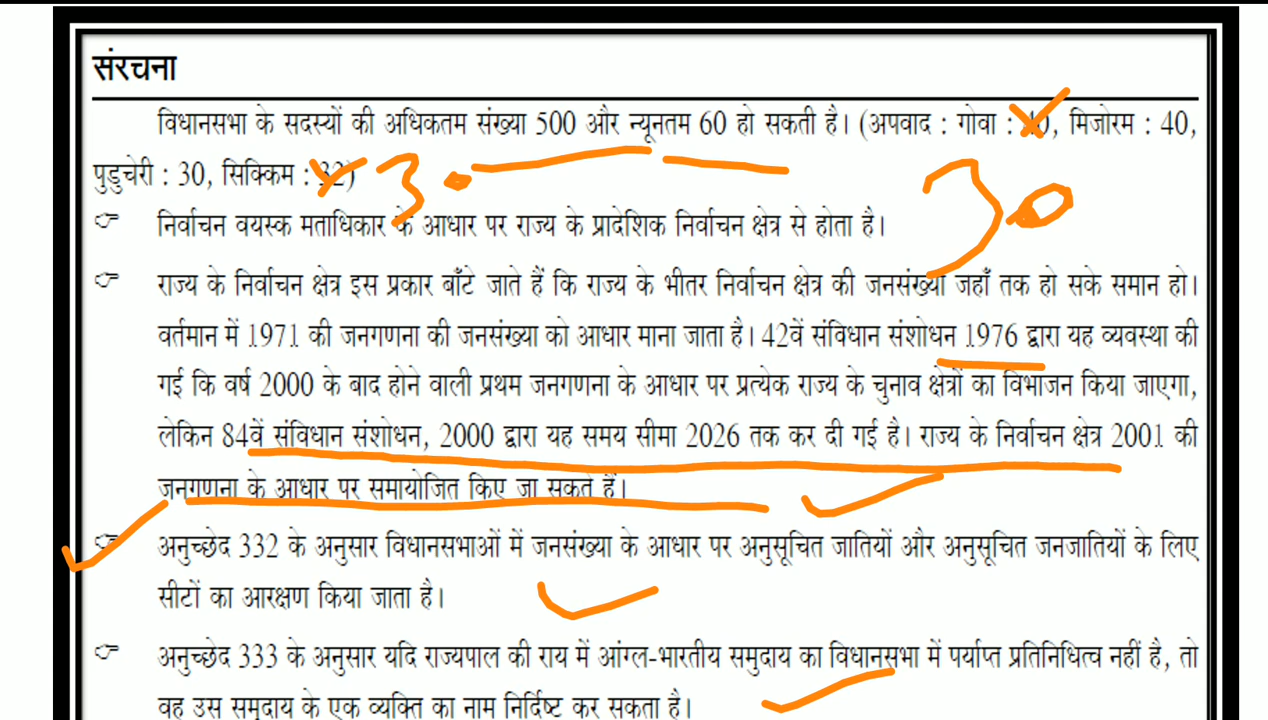 संरचना
विधानसभा के सदस्यों की अधिकतम संख्या 500 और न्यूनतम 60 हो सकती है। (अपवाद : गोवा : 40, मिजोरम : 40,
पुडुचेरी : 30, सिक्किम : 32) 30 30
☞ निर्वाचन वयस्क मताधिकार के आधार पर राज्य के प्रादेशिक निर्वाचन क्षेत्र से होता है।
☞ राज्य के निर्वाचन क्षेत्र इस प्रकार बाँटे जाते हैं कि राज्य के भीतर निर्वाचन क्षेत्र की जनसंख्या जहाँ तक हो सके समान हो।
वर्तमान में 1971 की जनगणना की जनसंख्या को आधार माना जाता है। 42वें संविधान संशोधन 1976 द्वारा यह व्यवस्था की
गई कि वर्ष 2000 के बाद होने वाली प्रथम जनगणना के आधार पर प्रत्येक राज्य के चुनाव क्षेत्रों का विभाजन किया जाएगा,
लेकिन 84वें संविधान संशोधन, 2000 द्वारा यह समय सीमा 2026 तक कर दी गई है। राज्य के निर्वाचन क्षेत्र 2001 की
जनगणना के आधार पर समायोजित किए जा सकते हैं।
☞ अनुच्छेद 332 के अनुसार विधानसभाओं में जनसंख्या के आधार पर अनुसूचित जातियों और अनुसूचित जनजातियों के लिए
सीटों का आरक्षण किया जाता है।
☞ अनुच्छेद 333 के अनुसार यदि राज्यपाल की राय में आंग्ल-भारतीय समुदाय का विधानसभा में पर्याप्त प्रतिनिधित्व नहीं है, तो
वह उस समुदाय के एक व्यक्ति का नाम निर्दिष्ट कर सकता है।